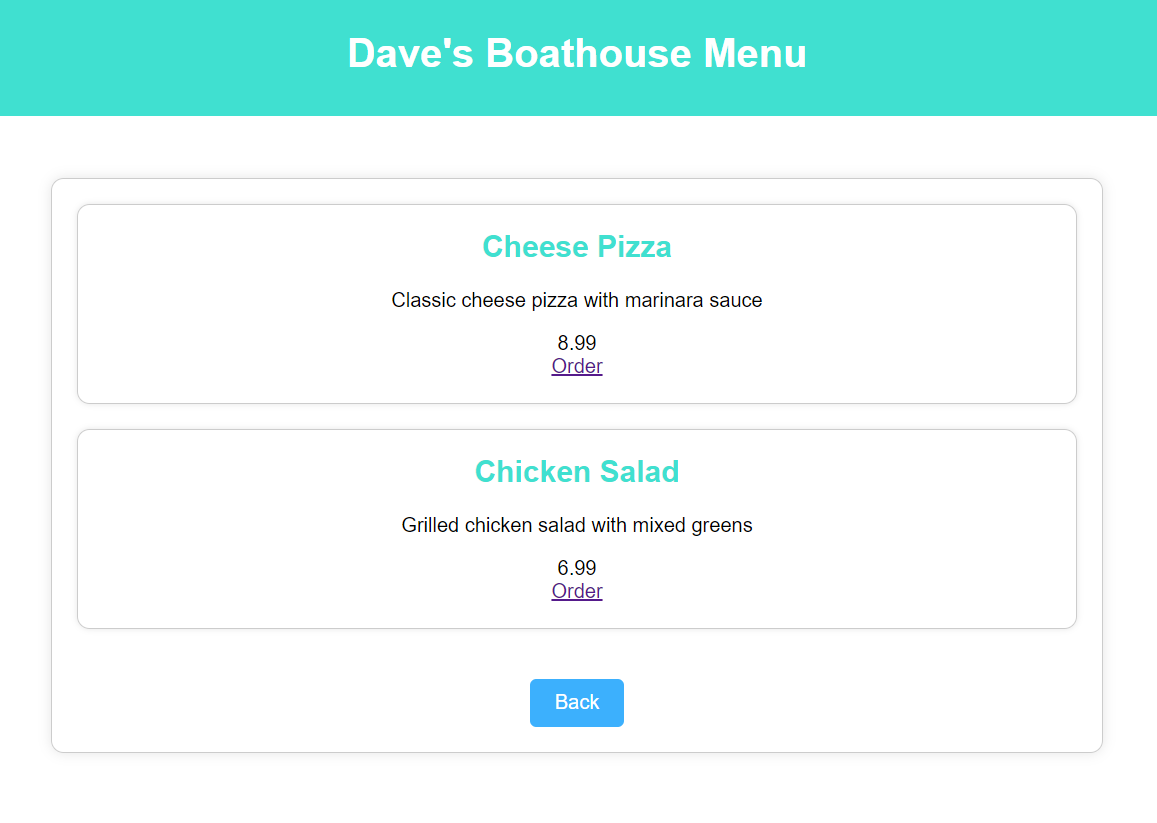 Dave's Boathouse Menu
Cheese Pizza
Classic cheese pizza with marinara sauce
8.99
Order
Chicken Salad
Grilled chicken salad with mixed greens
6.99
Order
Back